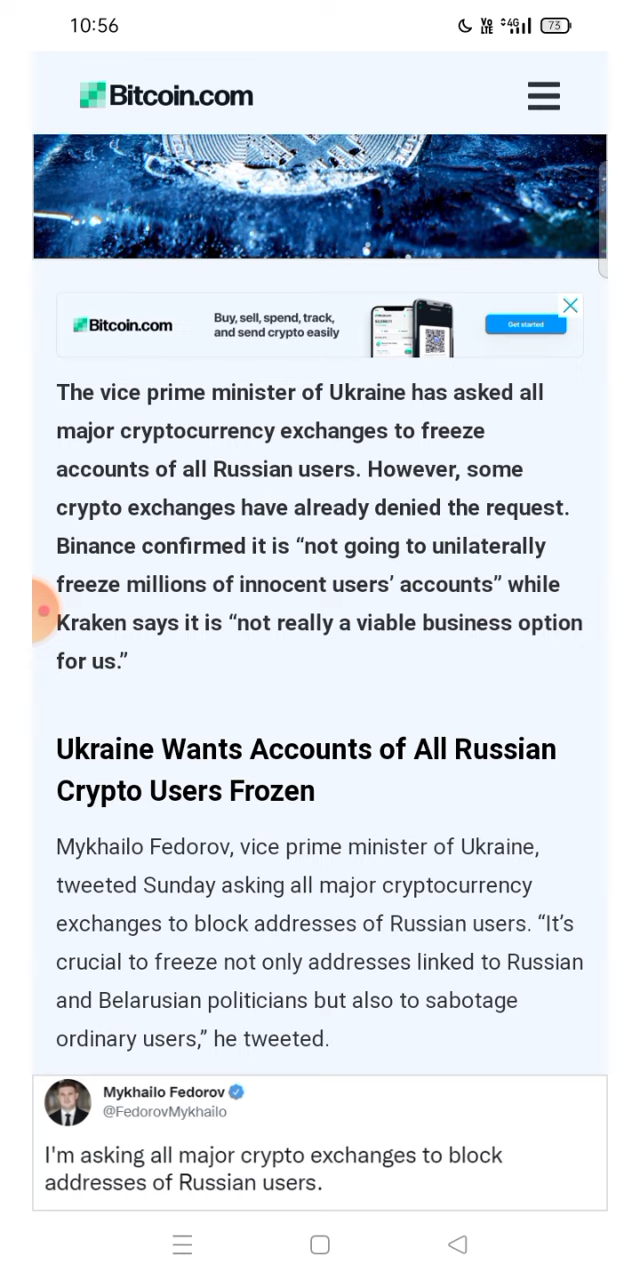 10:56
Vo LTE 4G 73
Bitcoin.com
Bitcoin.com
Buy, sell, spend, track,
and send crypto easily
Get started
The vice prime minister of Ukraine has asked all
major cryptocurrency exchanges to freeze
accounts of all Russian users. However, some
crypto exchanges have already denied the request.
Binance confirmed it is “not going to unilaterally
freeze millions of innocent users’ accounts” while
Kraken says it is “not really a viable business option
for us.”
Ukraine Wants Accounts of All Russian
Crypto Users Frozen
Mykhailo Fedorov, vice prime minister of Ukraine,
tweeted Sunday asking all major cryptocurrency
exchanges to block addresses of Russian users. “It’s
crucial to freeze not only addresses linked to Russian
and Belarusian politicians but also to sabotage
ordinary users,” he tweeted.
Mykhailo Fedorov
@FedorovMykhailo
I'm asking all major crypto exchanges to block
addresses of Russian users.